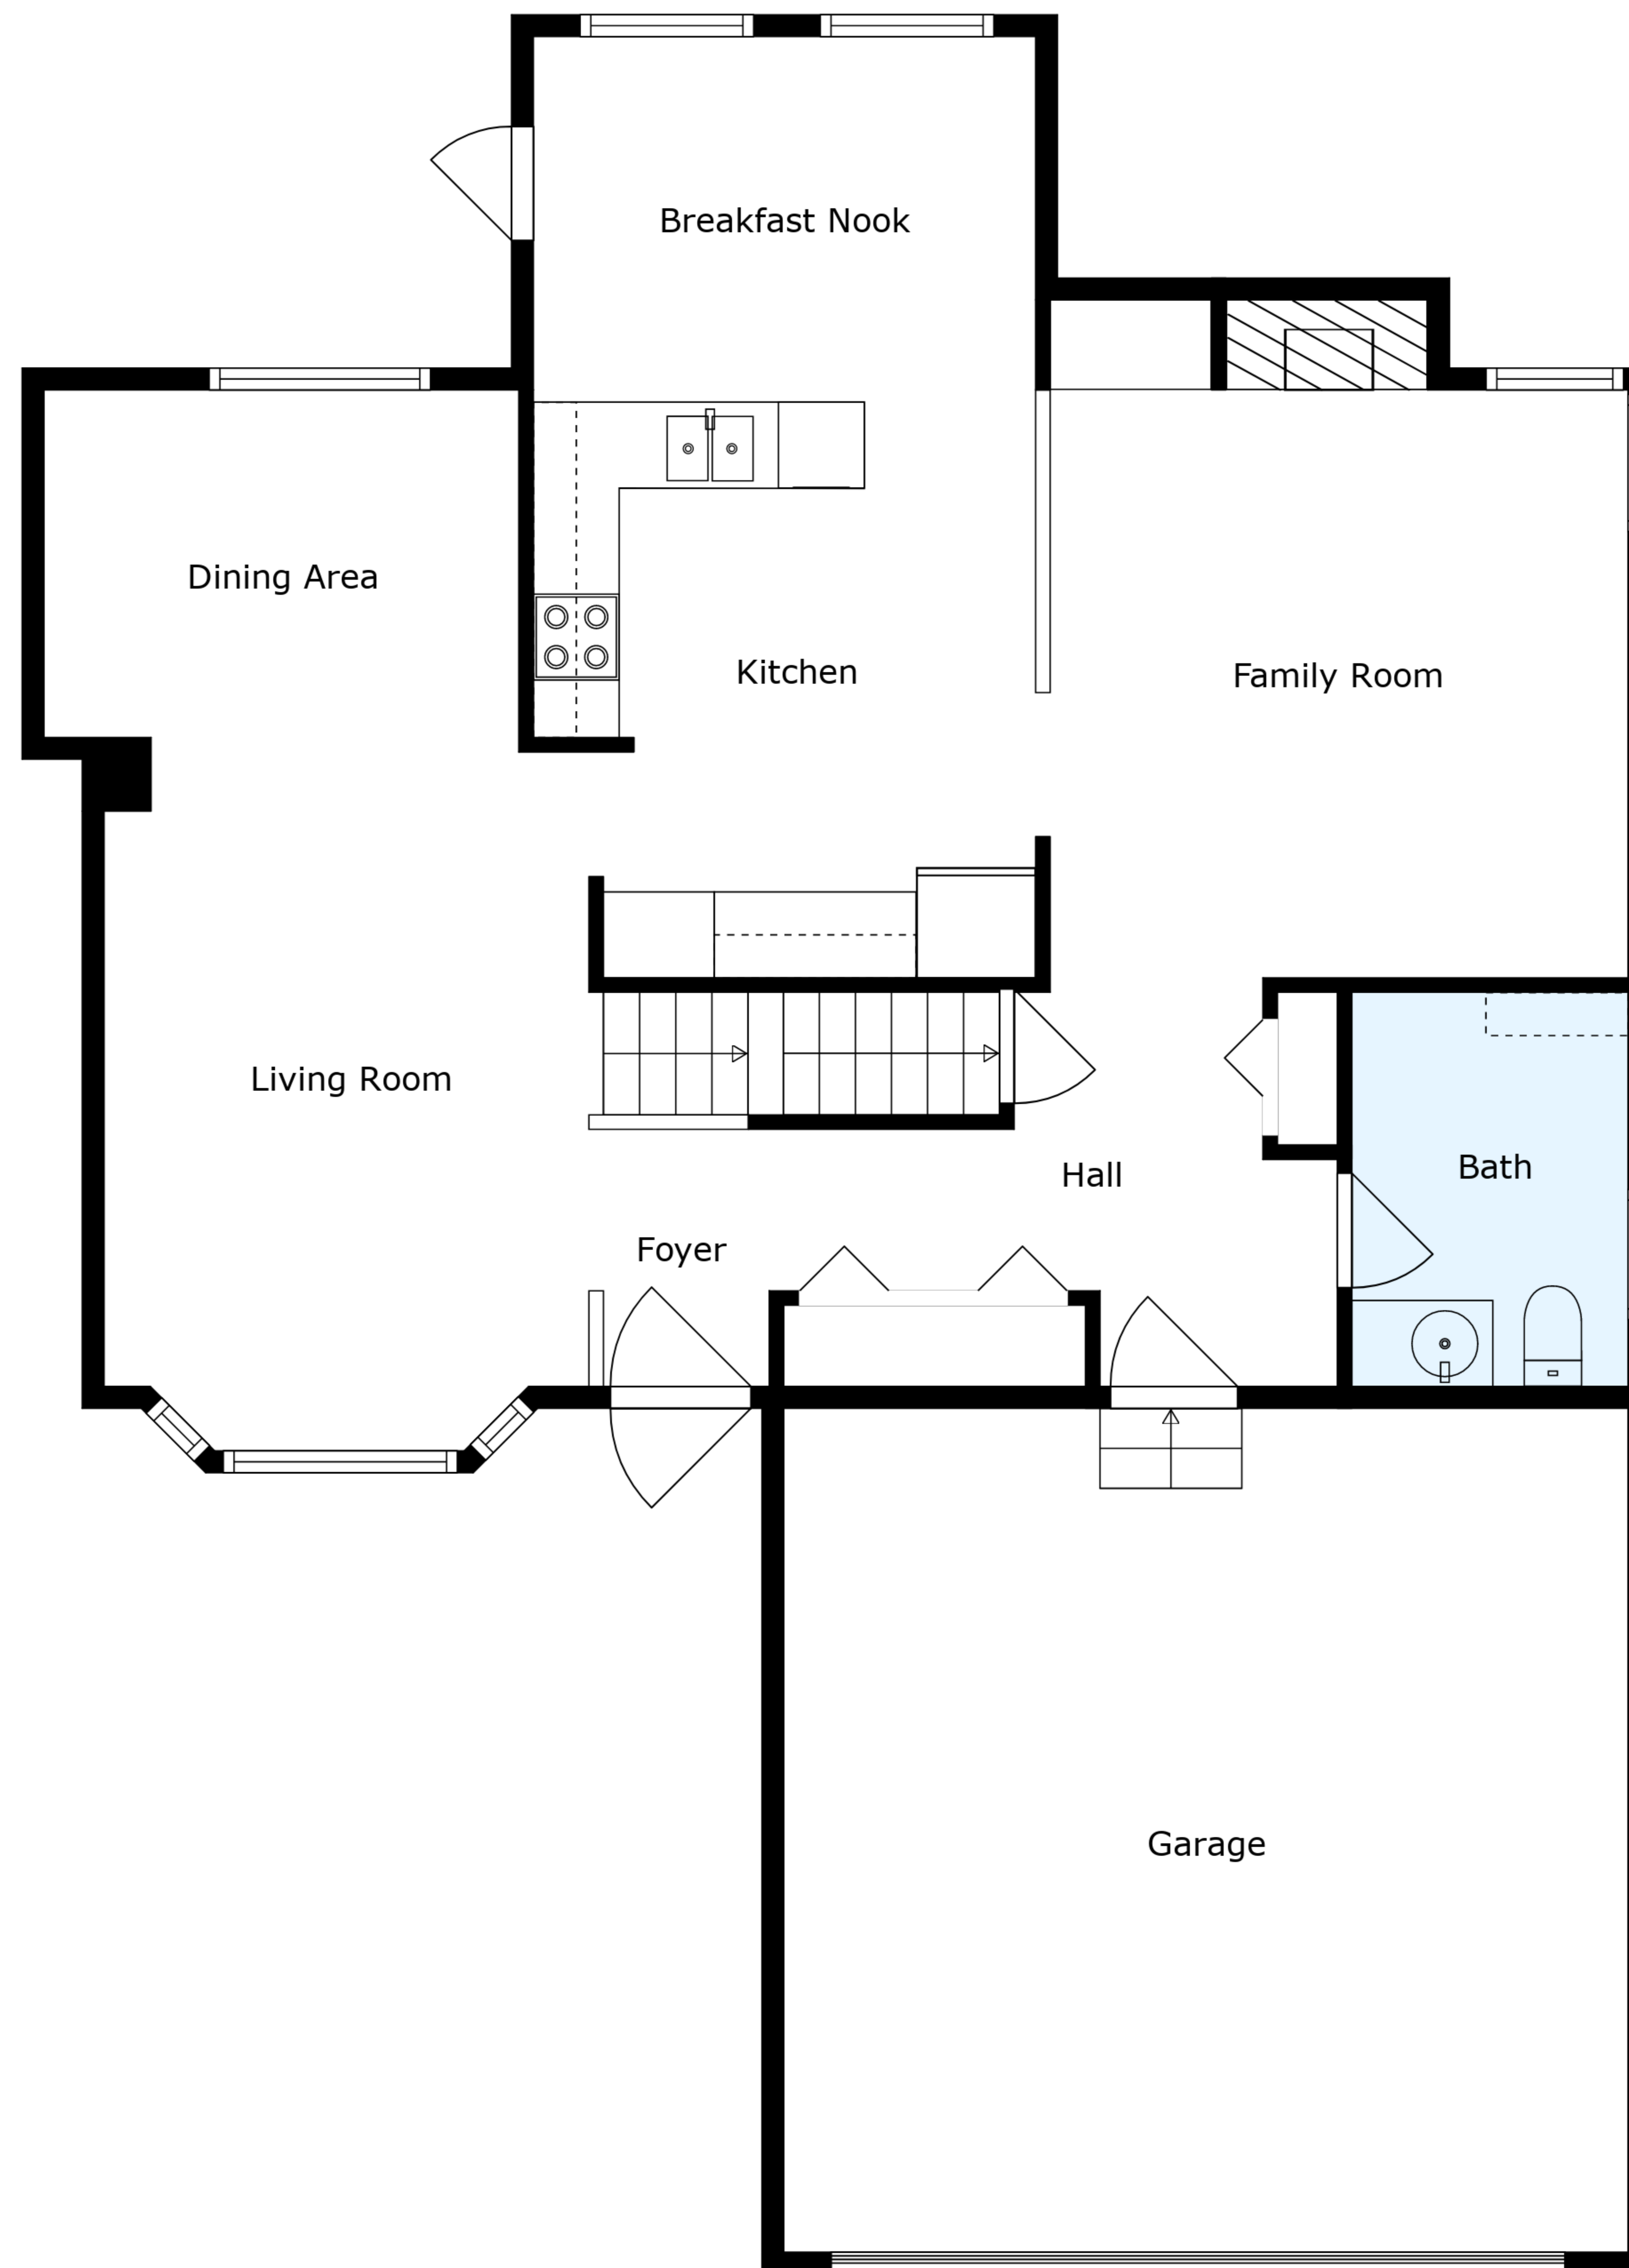 Breakfast Nook
Dining Area
Kitchen
Family Room
Living Room
Hall
Bath
Foyer
Garage